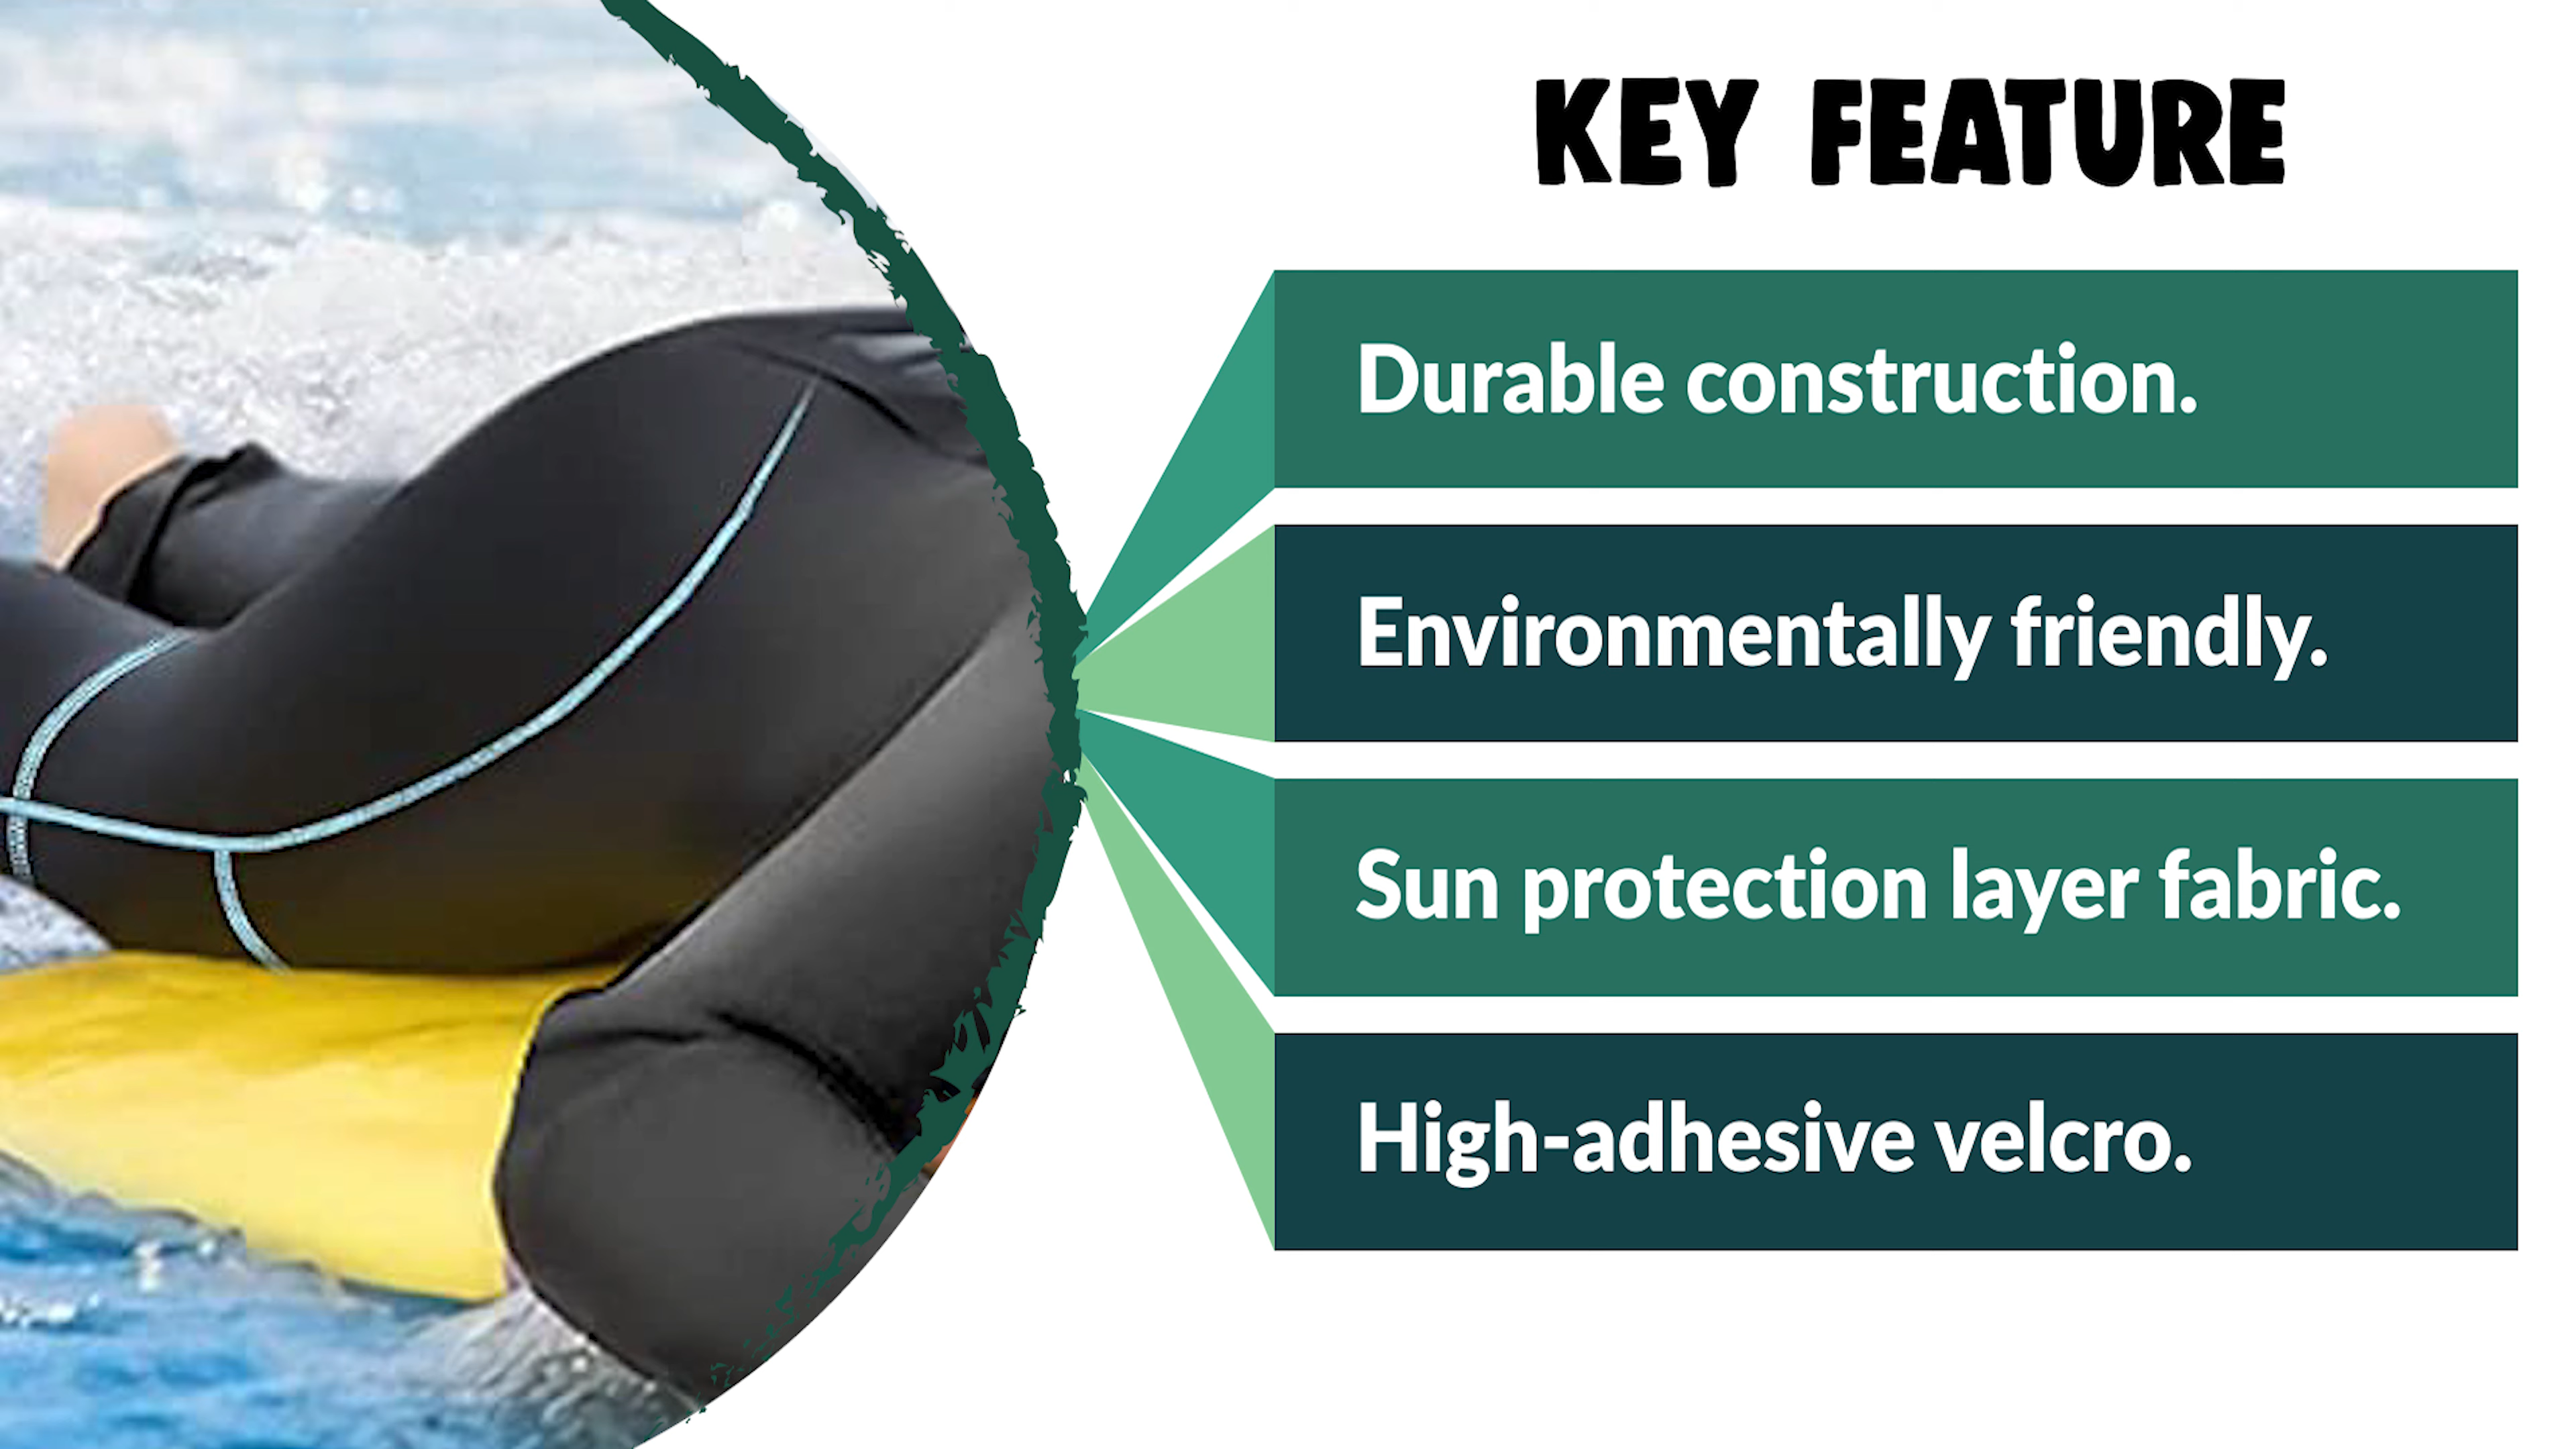 KEY FEATURE
Durable construction.
Environmentally friendly.
Sun protection layer fabric.
High-adhesive velcro.